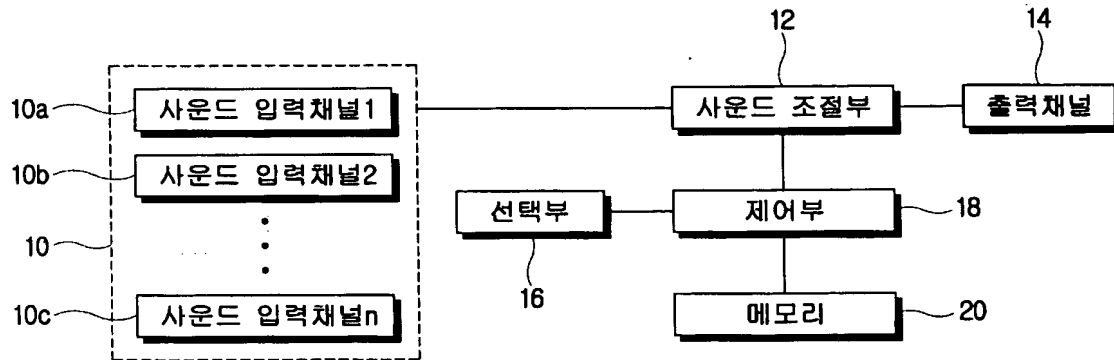 12
14
10a
사운드 입력채널1
사운드 조절부
출력채널
10b
사운드 입력채널2
선택부
제어부
18
10
16
10c
사운드 입력채널n
메모리
20